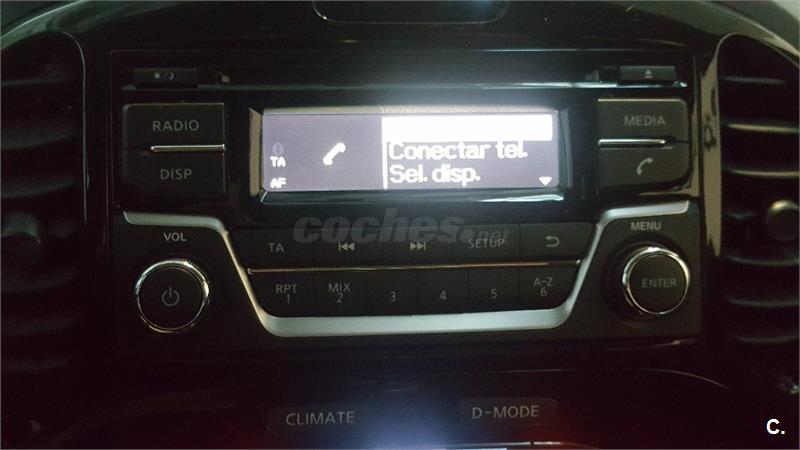 RADIO
MEDIA
Conectar tel.
TA
DISP
Sel. disp.
AF
coches.net
VOL
MENU
TA
SETUP
RPT
1
MIX
2
3
4
5
A-Z
6
ENTER
CLIMATE
D-MODE
C.